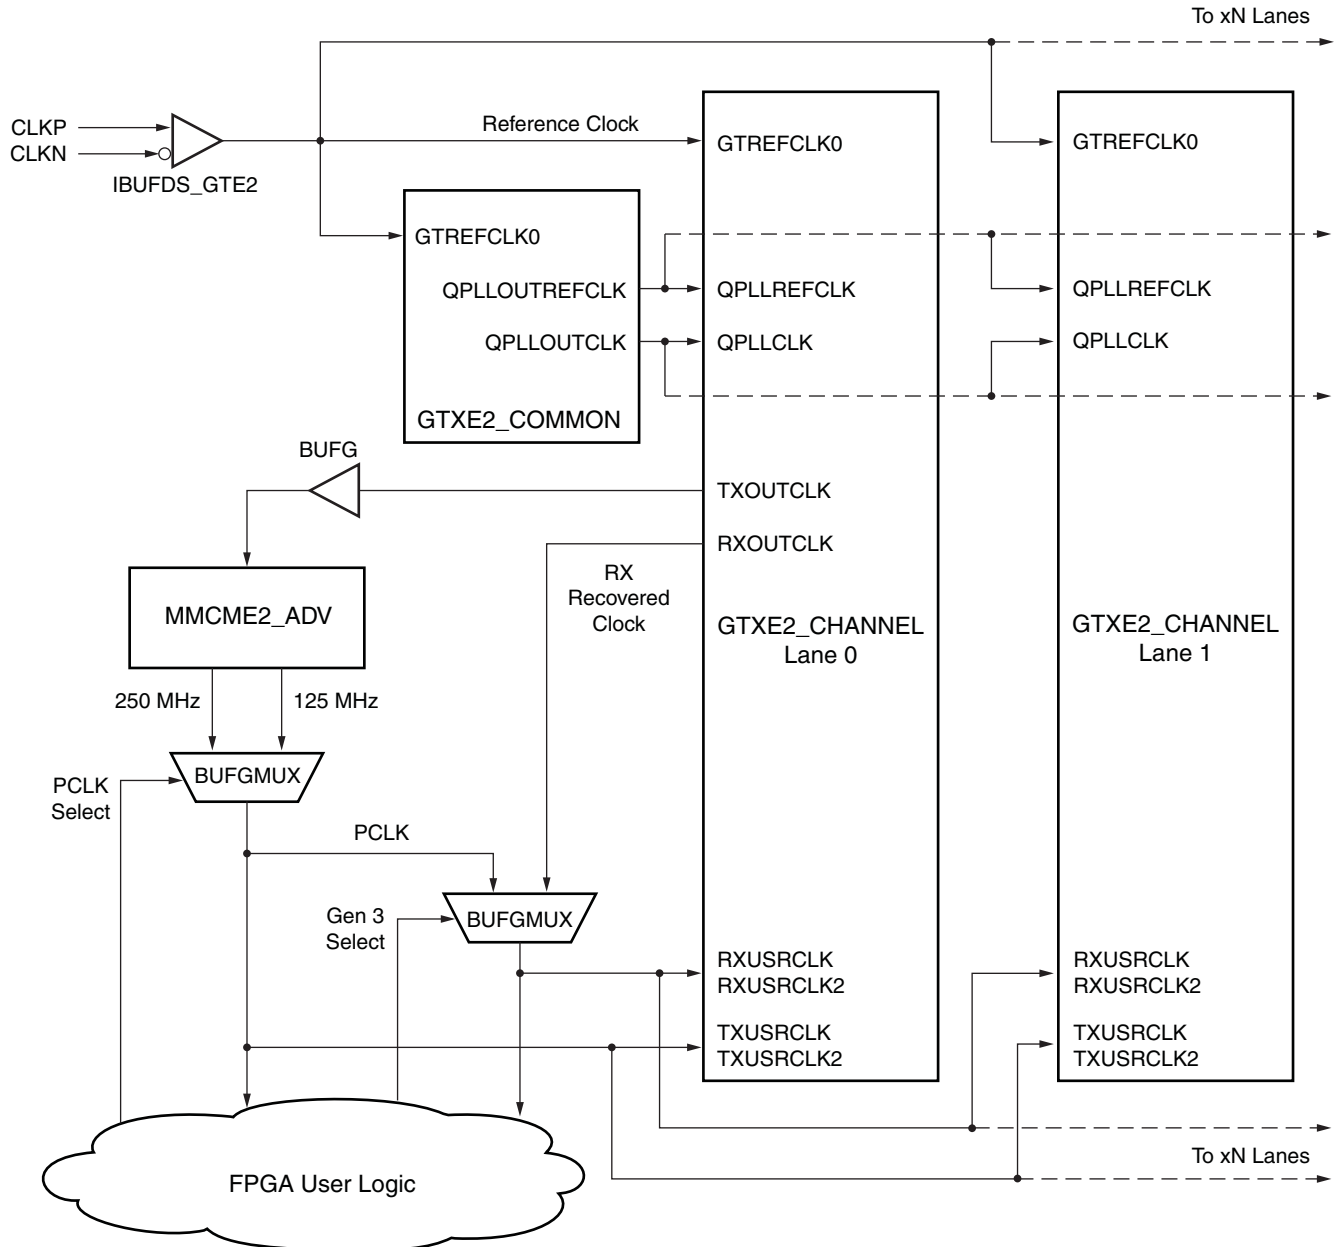 To xN Lanes
CLKP
CLKN
IBUFDS_GTE2
Reference Clock
GTREFCLK0
GTREFCLK0
GTREFCLK0
QPLLOUTREFCLK
QPLLREFCLK
QPLLREFCLK
QPLLOUTCLK
QPLLCLK
QPLLCLK
GTXE2_COMMON
BUFG
TXOUTCLK
RXOUTCLK
RX
Recovered
Clock
MMCME2_ADV
GTXE2_CHANNEL
Lane 0
GTXE2_CHANNEL
Lane 1
250 MHz
125 MHz
BUFGMUX
PCLK
Select
PCLK
Gen 3
Select
BUFGMUX
RXUSRCLK
RXUSRCLK2
RXUSRCLK
RXUSRCLK2
TXUSRCLK
TXUSRCLK2
TXUSRCLK
TXUSRCLK2
To xN Lanes
FPGA User Logic